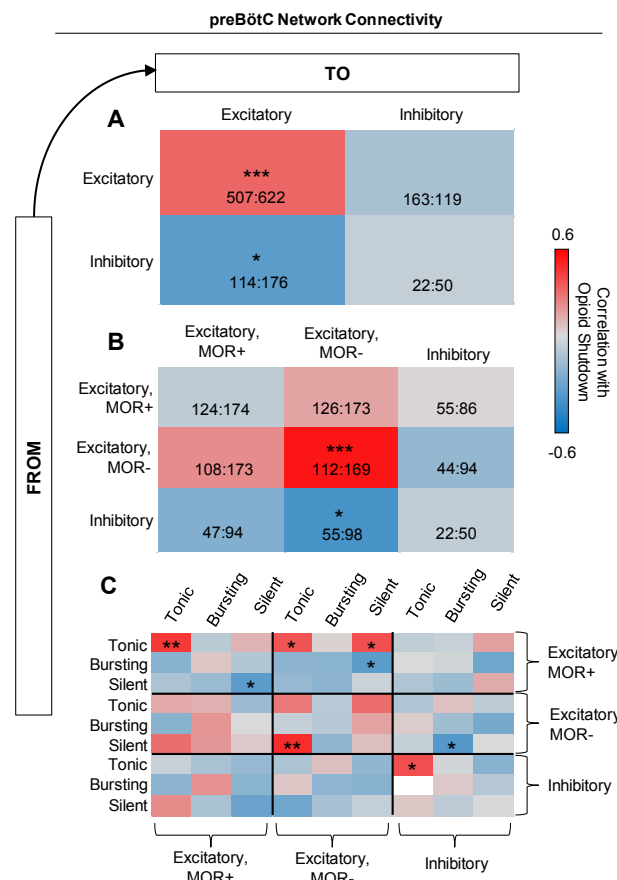 preBötC Network Connectivity
TO
FROM
A
Excitatory Inhibitory
Excitatory
***
507:622 163:119
Inhibitory
*
114:176 22:50
0.6
Correlation with
Opioid Shutdown
-0.6
B
Excitatory,
MOR+
Excitatory,
MOR-
Inhibitory
Excitatory,
MOR+
124:174 126:173 55:86
Excitatory,
MOR-
***
108:173 112:169 44:94
Inhibitory
*
47:94 55:98 22:50
C
Tonic Bursting Silent Tonic Bursting Silent Tonic Bursting Silent
Tonic ** * *
Bursting *
Silent *
Excitatory
MOR+
Tonic
Bursting
Silent ** *
Excitatory
MOR-
Tonic *
Bursting
Silent
Inhibitory
Excitatory,
MOR+
Excitatory,
MOR-
Inhibitory